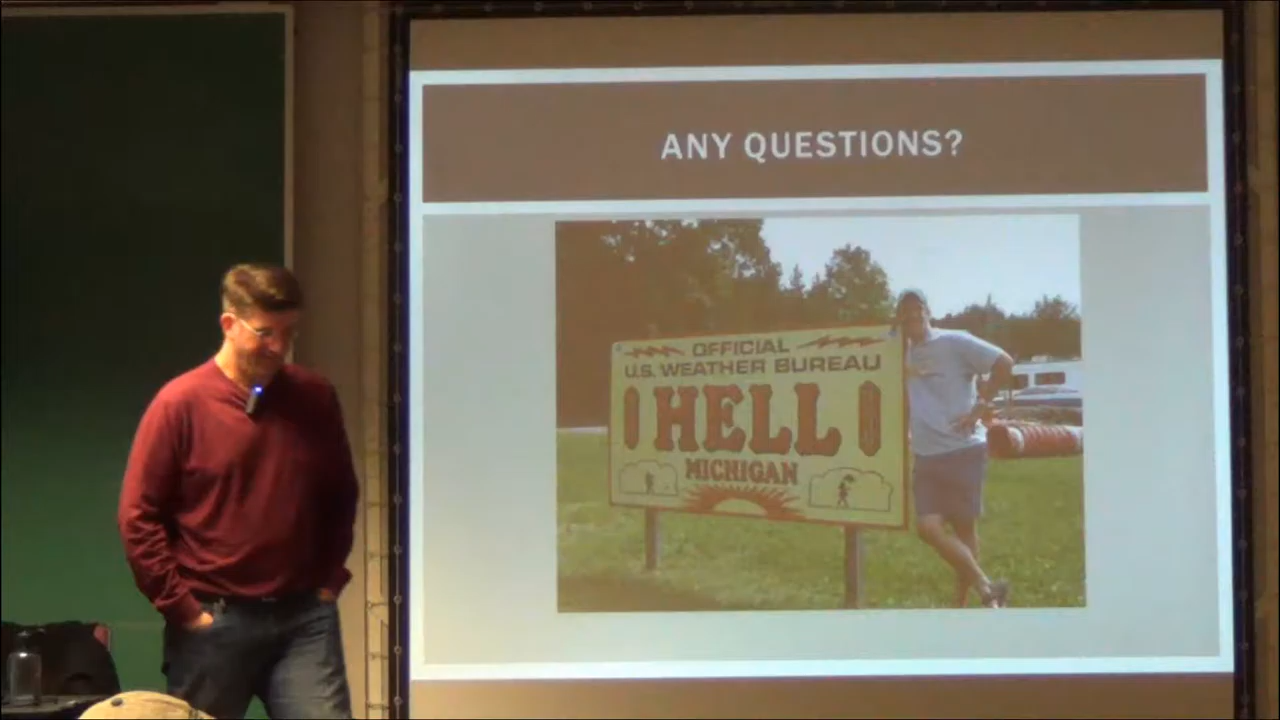 ANY QUESTIONS?
OFFICIAL
U.S. WEATHER BUREAU
HELL
MICHIGAN